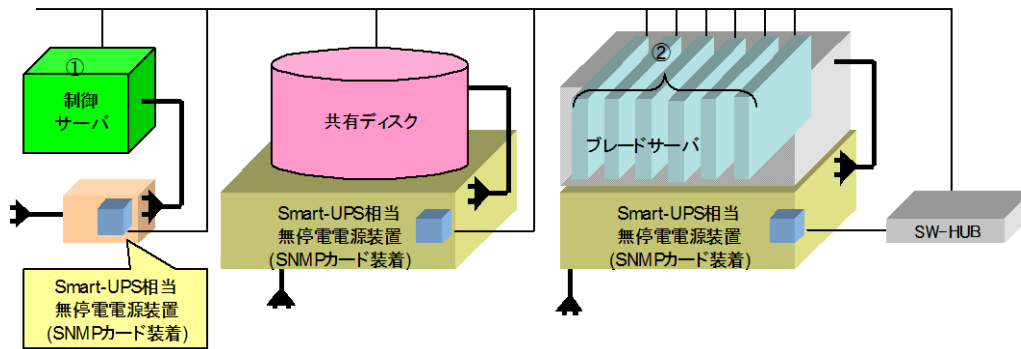 ①
制御
サーバ
Smart-UPS相当
無停電電源装置
(SNMPカード装着)
共有ディスク
Smart-UPS相当
無停電電源装置
(SNMPカード装着)
②
ブレードサーバ
Smart-UPS相当
無停電電源装置
(SNMPカード装着)
SW-HUB